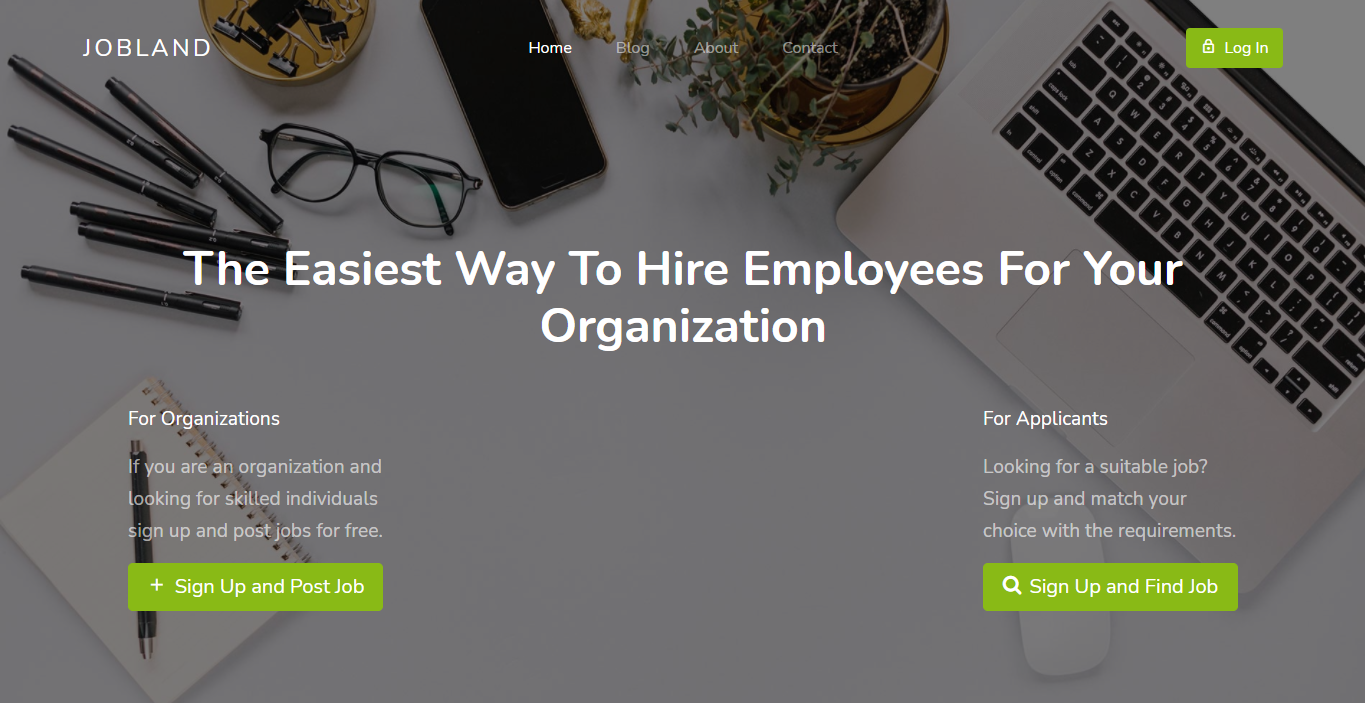 JOBLAND
Home Blog About Contact
Log In
The Easiest Way To Hire Employees For Your
Organization
For Organizations
If you are an organization and
looking for skilled individuals
sign up and post jobs for free.
+ Sign Up and Post Job
For Applicants
Looking for a suitable job?
Sign up and match your
choice with the requirements.
Sign Up and Find Job